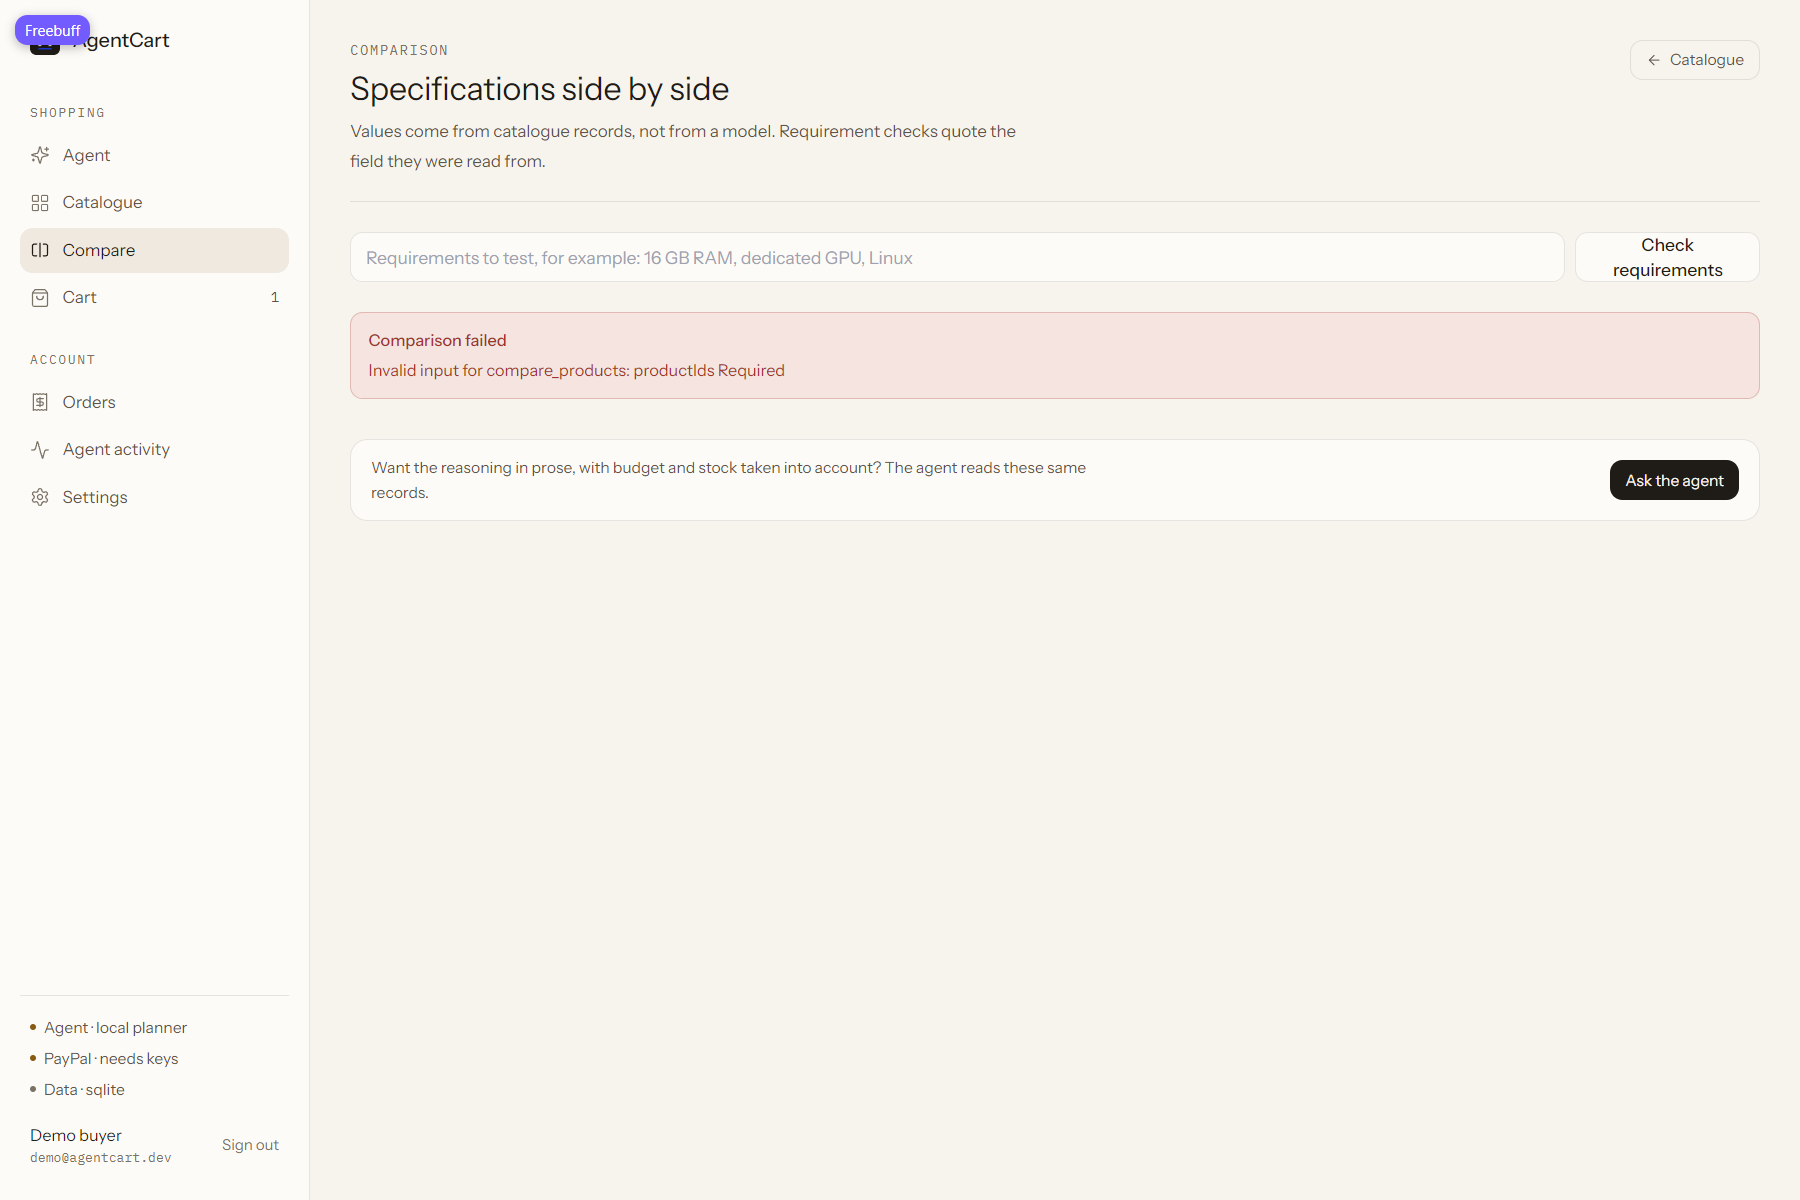 Freebuff
AgentCart
SHOPPING
Agent
Catalogue
Compare
Cart 1
ACCOUNT
Orders
Agent activity
Settings
Agent · local planner
PayPal · needs keys
Data · sqlite
Demo buyer
demo@agentcart.dev
Sign out
COMPARISON
Specifications side by side
Values come from catalogue records, not from a model. Requirement checks quote the
field they were read from.
← Catalogue
Requirements to test, for example: 16 GB RAM, dedicated GPU, Linux
Check
requirements
Comparison failed
Invalid input for compare_products: productIds Required
Want the reasoning in prose, with budget and stock taken into account? The agent reads these same
records.
Ask the agent